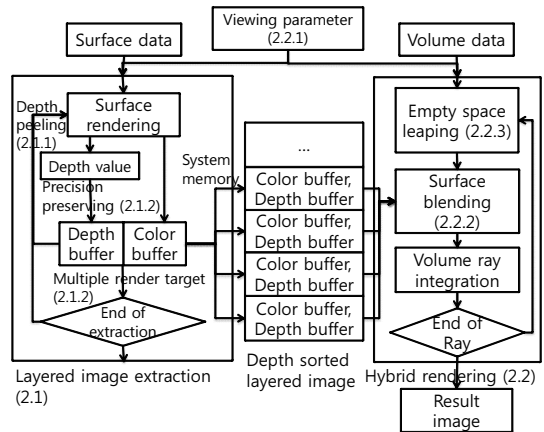 Surface data
Viewing parameter
(2.2.1)
Volume data
Depth
peeling
(2.1.1)
Surface
rendering
Depth value
Precision
preserving (2.1.2)
Depth
buffer
Color
buffer
Multiple render target
(2.1.2)
End of
extraction
Layered image extraction
(2.1)
System
memory
...
Color buffer,
Depth buffer
Color buffer,
Depth buffer
Color buffer,
Depth buffer
Color buffer,
Depth buffer
Depth sorted
layered image
Empty space
leaping (2.2.3)
Surface
blending
(2.2.2)
Volume ray
integration
End of
Ray
Hybrid rendering (2.2)
Result
image